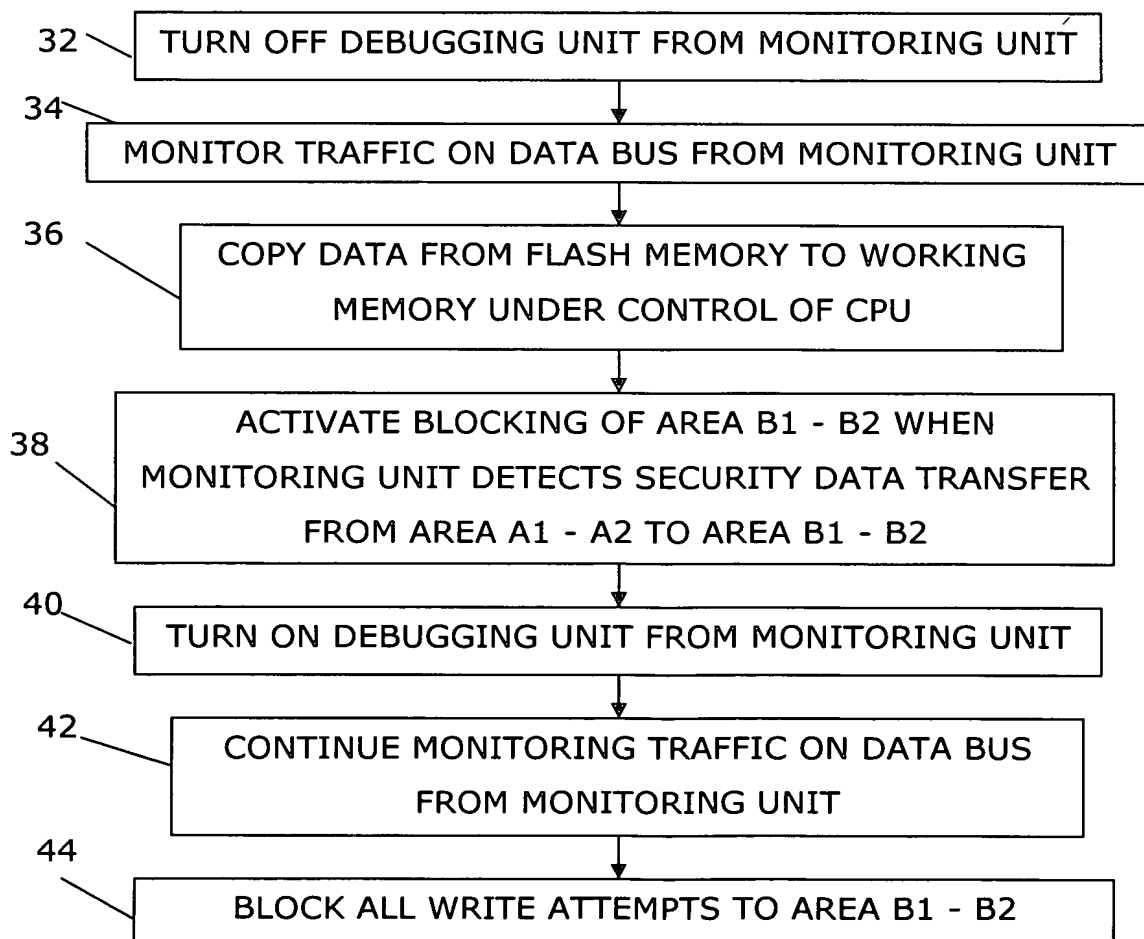 32
TURN OFF DEBUGGING UNIT FROM MONITORING UNIT
34
MONITOR TRAFFIC ON DATA BUS FROM MONITORING UNIT
36
COPY DATA FROM FLASH MEMORY TO WORKING
MEMORY UNDER CONTROL OF CPU
38
ACTIVATE BLOCKING OF AREA B1 - B2 WHEN
MONITORING UNIT DETECTS SECURITY DATA TRANSFER
FROM AREA A1 - A2 TO AREA B1 - B2
40
TURN ON DEBUGGING UNIT FROM MONITORING UNIT
42
CONTINUE MONITORING TRAFFIC ON DATA BUS
FROM MONITORING UNIT
44
BLOCK ALL WRITE ATTEMPTS TO AREA B1 - B2